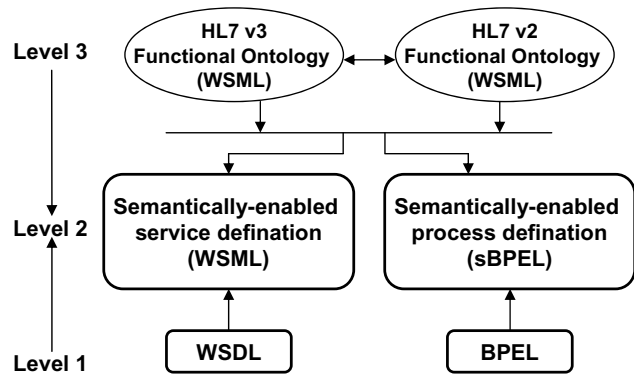 Level 3
HL7 v3
Functional Ontology
(WSML)
HL7 v2
Functional Ontology
(WSML)
Level 2
Semantically-enabled
service defination
(WSML)
Semantically-enabled
process defination
(sBPEL)
Level 1
WSDL
BPEL